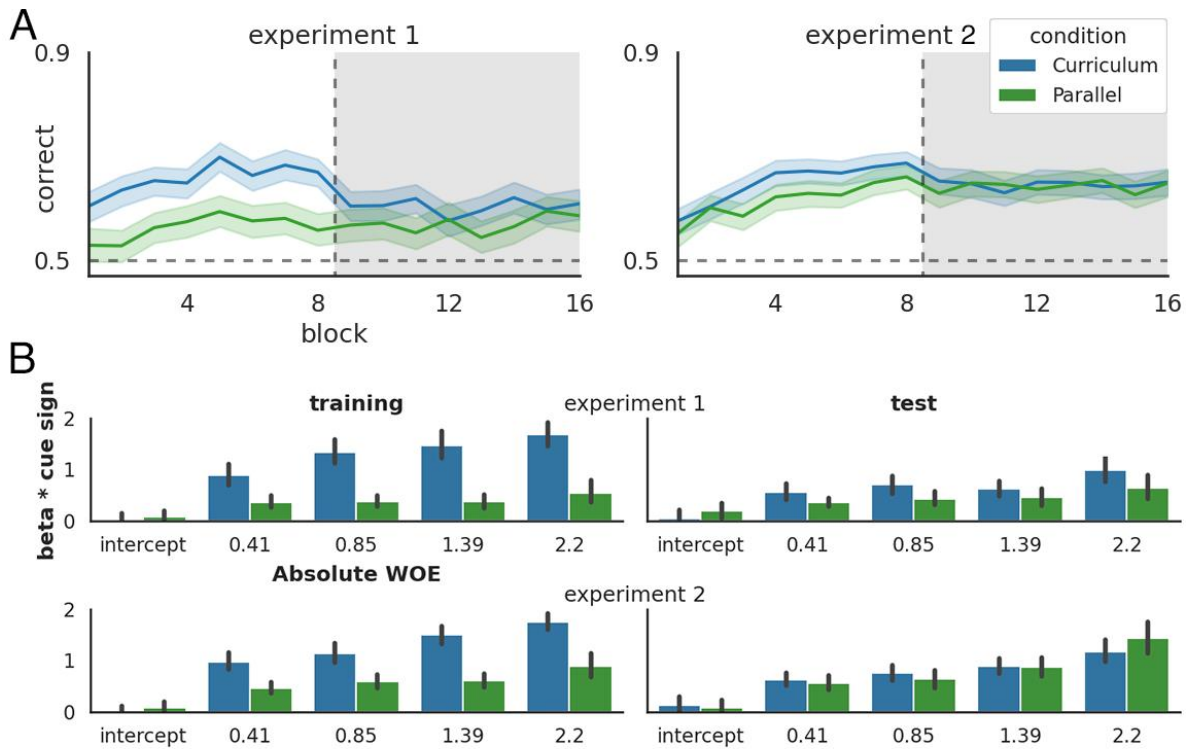 A
experiment 1
experiment 2
condition
Curriculum
Parallel
0.9
0.5
correct
4 8 12 16
block
0.9
0.5
4 8 12 16
B
beta * cue sign
training
experiment 1
test
2
1
0
intercept 0.41 0.85 1.39 2.2
intercept 0.41 0.85 1.39 2.2
Absolute WOE
experiment 2
2
1
0
intercept 0.41 0.85 1.39 2.2
intercept 0.41 0.85 1.39 2.2